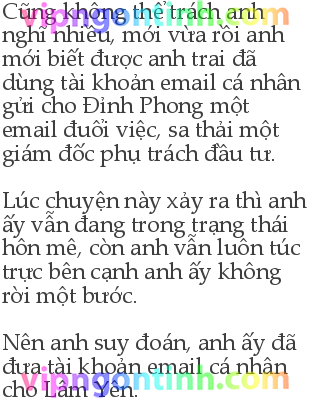 Cũng không thể trách anh
nghĩ nhiều, mới vừa rồi anh
mới biết được anh trai đã
dùng tài khoản email cá nhân
gửi cho Đình Phong một
email đuổi việc, sa thải một
giám đốc phụ trách đầu tư.
Lúc chuyện này xảy ra thì anh
ấy vẫn đang trong trạng thái
hôn mê, còn anh vẫn luôn túc
trực bên cạnh anh ấy không
rời một bước.
Nên anh suy đoán, anh ấy đã
đưa tài khoản email cá nhân
cho Lâm Yên.
vipngontinh.com
vipngontinh.com